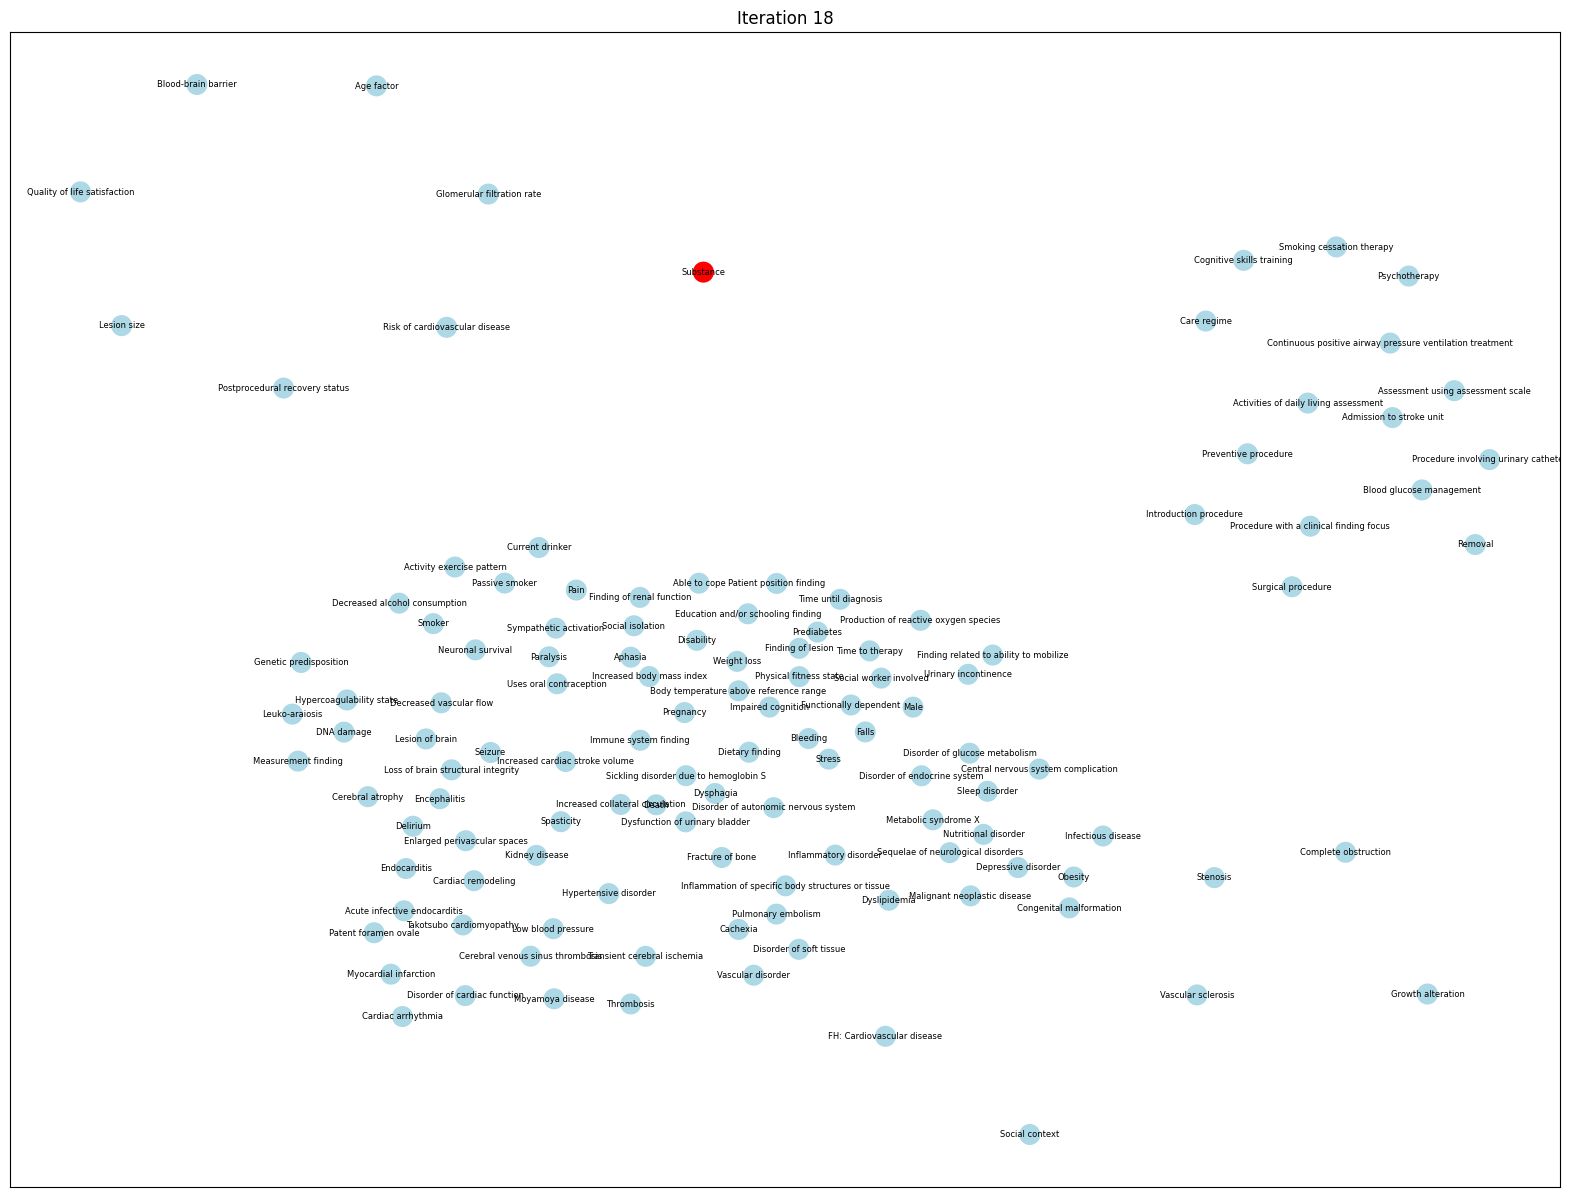 Iteration 18
Blood-brain barrier
Age factor
Quality of life satisfaction
Glomerular filtration rate
Smoking cessation therapy
Cognitive skills training
Substance
Psychotherapy
Care regime
Lesion size
Risk of cardiovascular disease
Continuous positive airway pressure ventilation treatment
Postprocedural recovery status
Assessment using assessment scale
Activities of daily living assessment
Admission to stroke unit
Preventive procedure
Procedure involving urinary cathete
Blood glucose management
Introduction procedure
Procedure with a clinical finding focus
Removal
Current drinker
Activity exercise pattern
Passive smoker
Able to cope
Patient position finding
Surgical procedure
Pain
Finding of renal function
Time until diagnosis
Decreased alcohol consumption
Education and/or schooling finding
Production of reactive oxygen species
Smoker
Sympathetic activation
Social isolation
Prediabetes
Disability
Finding of lesion
Neuronal survival
Time to therapy
Finding related to ability to mobilize
Paralysis
Aphasia
Genetic predisposition
Weight loss
Urinary incontinence
Increased body mass index
Physical fitness state
Social worker involved
Uses oral contraception
Body temperature above reference range
Hypercoagulability state
Decreased vascular flow
Functionally dependent
Impaired cognition
Male
Leuko-araiosis
Pregnancy
DNA damage
Falls
Lesion of brain
Immune system finding
Bleeding
Seizure
Dietary finding
Disorder of glucose metabolism
Stress
Measurement finding
Increased cardiac stroke volume
Loss of brain structural integrity
Central nervous system complication
Sickling disorder due to hemoglobin S
Disorder of endocrine system
Sleep disorder
Dysphagia
Cerebral atrophy
Encephalitis
Increased collateral circulation
Death
Disorder of autonomic nervous system
Spasticity
Dysfunction of urinary bladder
Metabolic syndrome X
Delirium
Nutritional disorder
Infectious disease
Enlarged perivascular spaces
Sequelae of neurological disorders
Complete obstruction
Kidney disease
Fracture of bone
Inflammatory disorder
Endocarditis
Depressive disorder
Obesity
Stenosis
Cardiac remodeling
Inflammation of specific body structures or tissue
Hypertensive disorder
Malignant neoplastic disease
Dyslipidemia
Congenital malformation
Acute infective endocarditis
Pulmonary embolism
Takotsubo cardiomyopathy
Low blood pressure
Cachexia
Patent foramen ovale
Disorder of soft tissue
Cerebral venous sinus thrombosis
Transient cerebral ischemia
Myocardial infarction
Vascular disorder
Disorder of cardiac function
Vascular sclerosis
Growth alteration
Moyamoya disease
Thrombosis
Cardiac arrhythmia
FH: Cardiovascular disease
Social context